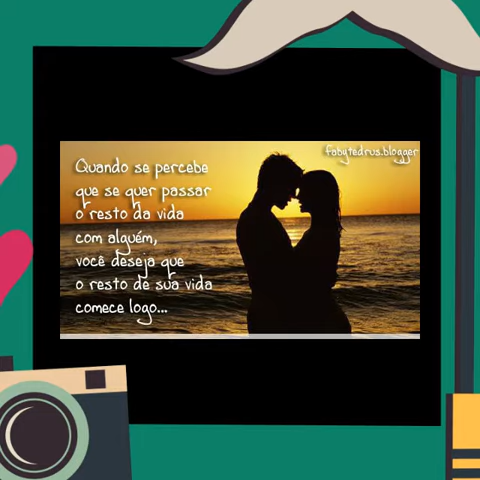 fabytedrus.blogger
Quando se percebe
que se quer passar
o resto da vida
com alguém,
você deseja que
o resto de sua vida
comece logo...